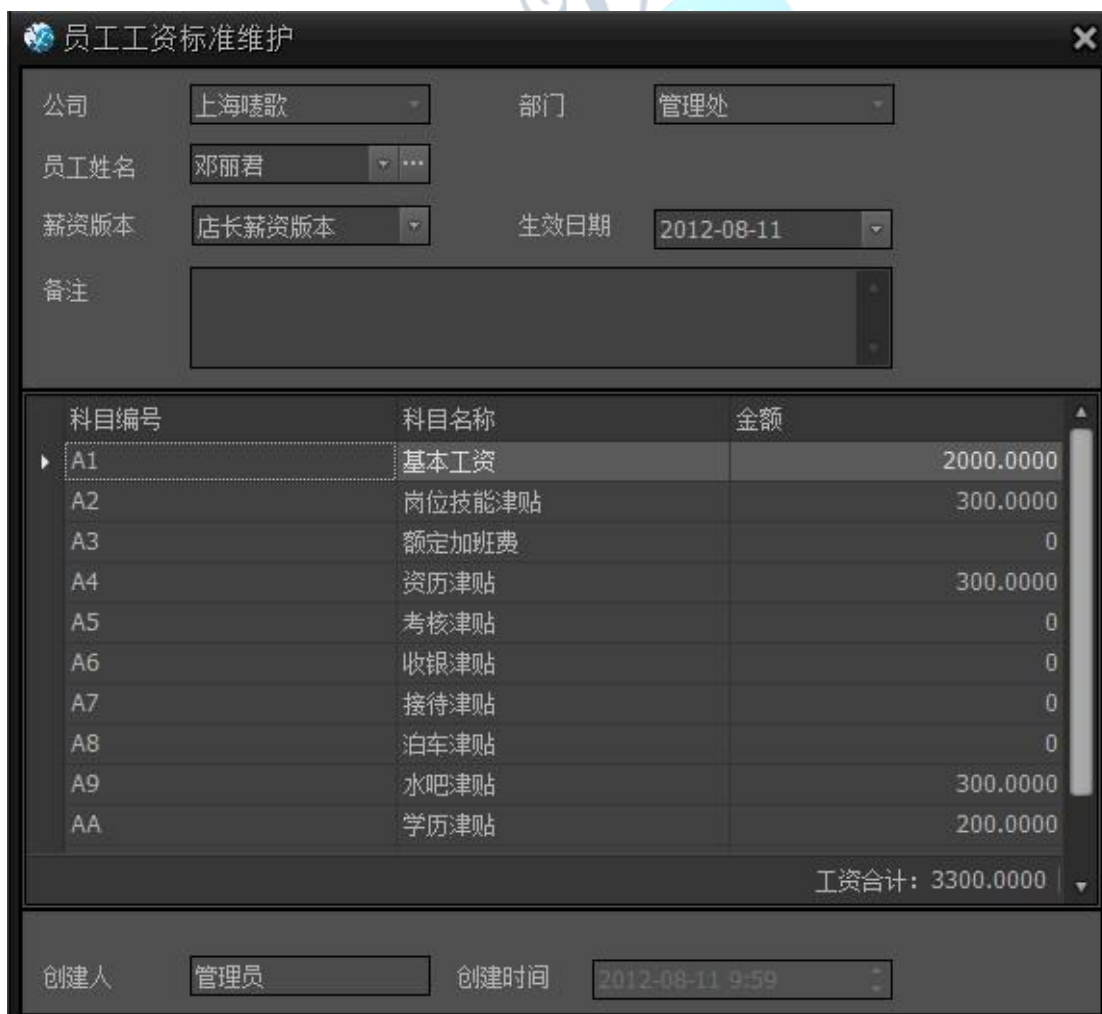 员工工资标准维护
公司 上海唛歌 部门 管理处
员工姓名 邓丽君 ...
薪资版本 店长薪资版本 生效日期 2012-08-11
备注
科目编号 科目名称 金额
A1 基本工资 2000.0000
A2 岗位技能津贴 300.0000
A3 额定加班费 0
A4 资历津贴 300.0000
A5 考核津贴 0
A6 收银津贴 0
A7 接待津贴 0
A8 泊车津贴 0
A9 水吧津贴 300.0000
AA 学历津贴 200.0000
工资合计: 3300.0000
创建人 管理员 创建时间 2012-08-11 9:59